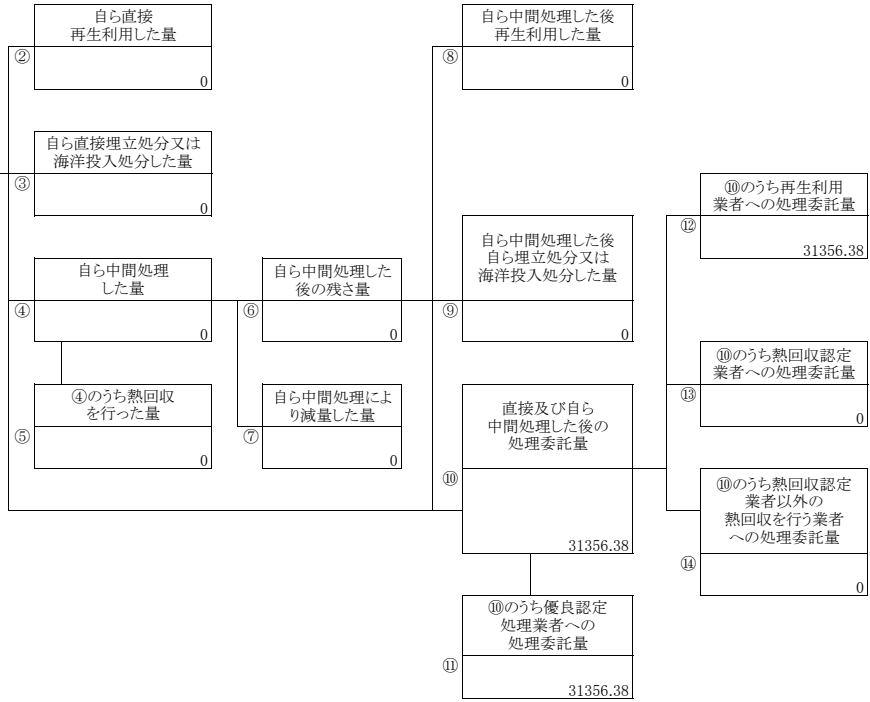 自ら直接
再生利用した量
②
0
自ら直接埋立処分又は
海洋投入処分した量
③
0
自ら中間処理
した量
④
0
④のうち熱回収
を行った量
⑤
0
自ら中間処理した
後の残さ量
⑥
0
自ら中間処理によ
り減量した量
⑦
0
自ら中間処理した後
再生利用した量
⑧
0
自ら中間処理した後
自ら埋立処分又は
海洋投入処分した量
⑨
0
直接及び自ら
中間処理した後の
処理委託量
⑩
31356.38
⑩のうち優良認定
処理業者への
処理委託量
⑪
31356.38
⑩のうち再生利用
業者への処理委託量
⑫
31356.38
⑩のうち熱回収認定
業者への処理委託量
⑬
0
⑩のうち熱回収認定
業者以外の
熱回収を行う業者
への処理委託量
⑭
0